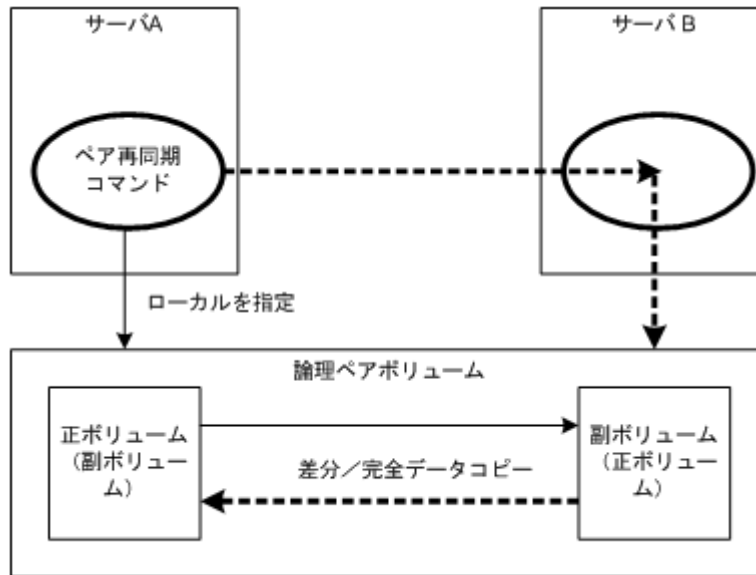 サーバA
サーバB
ペア再同期
コマンド
ローカルを指定
論理ペアボリューム
正ボリューム
（副ボリュー
ム）
差分／完全データコピー
副ボリューム
（正ボリュー
ム）